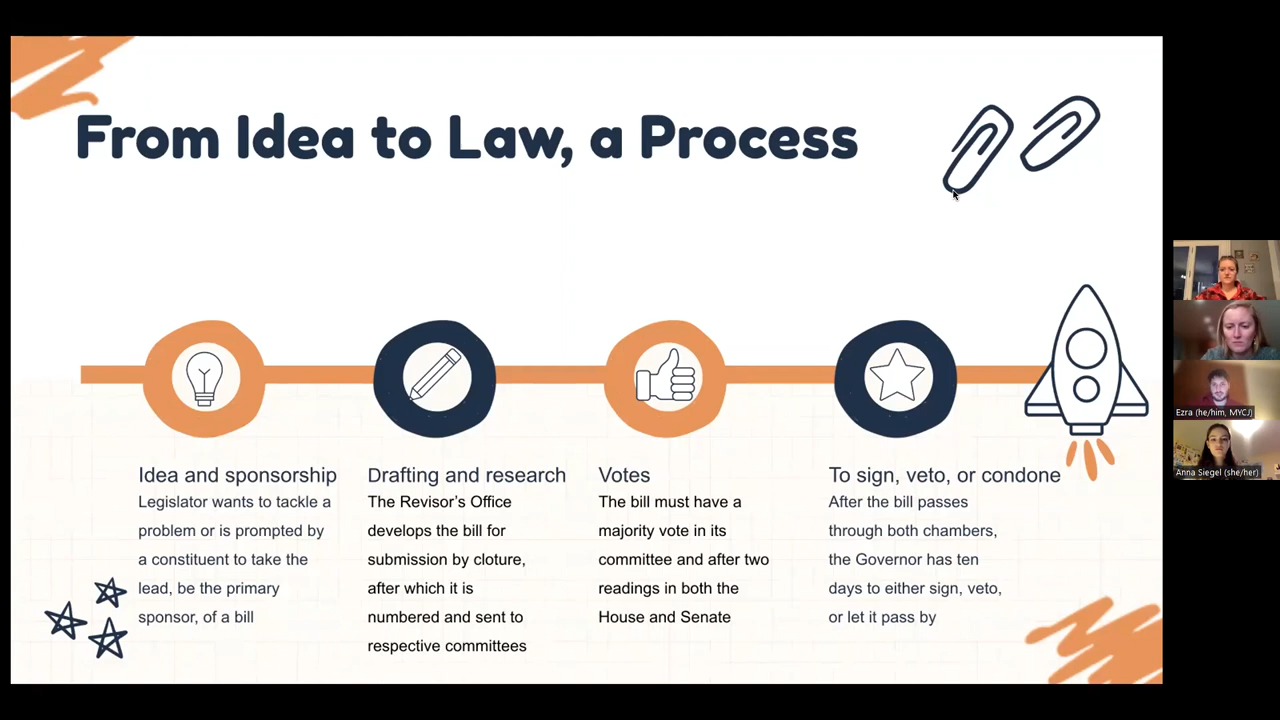 From Idea to Law, a Process
Idea and sponsorship
Legislator wants to tackle a
problem or is prompted by
a constituent to take the
lead, be the primary
sponsor, of a bill
Drafting and research
The Revisor’s Office
develops the bill for
submission by cloture,
after which it is
numbered and sent to
respective committees
Votes
The bill must have a
majority vote in its
committee and after two
readings in both the
House and Senate
To sign, veto, or condone
After the bill passes
through both chambers,
the Governor has ten
days to either sign, veto,
or let it pass by
Ezra (he/him, MYCJ)
Anna Siegel (she/her)